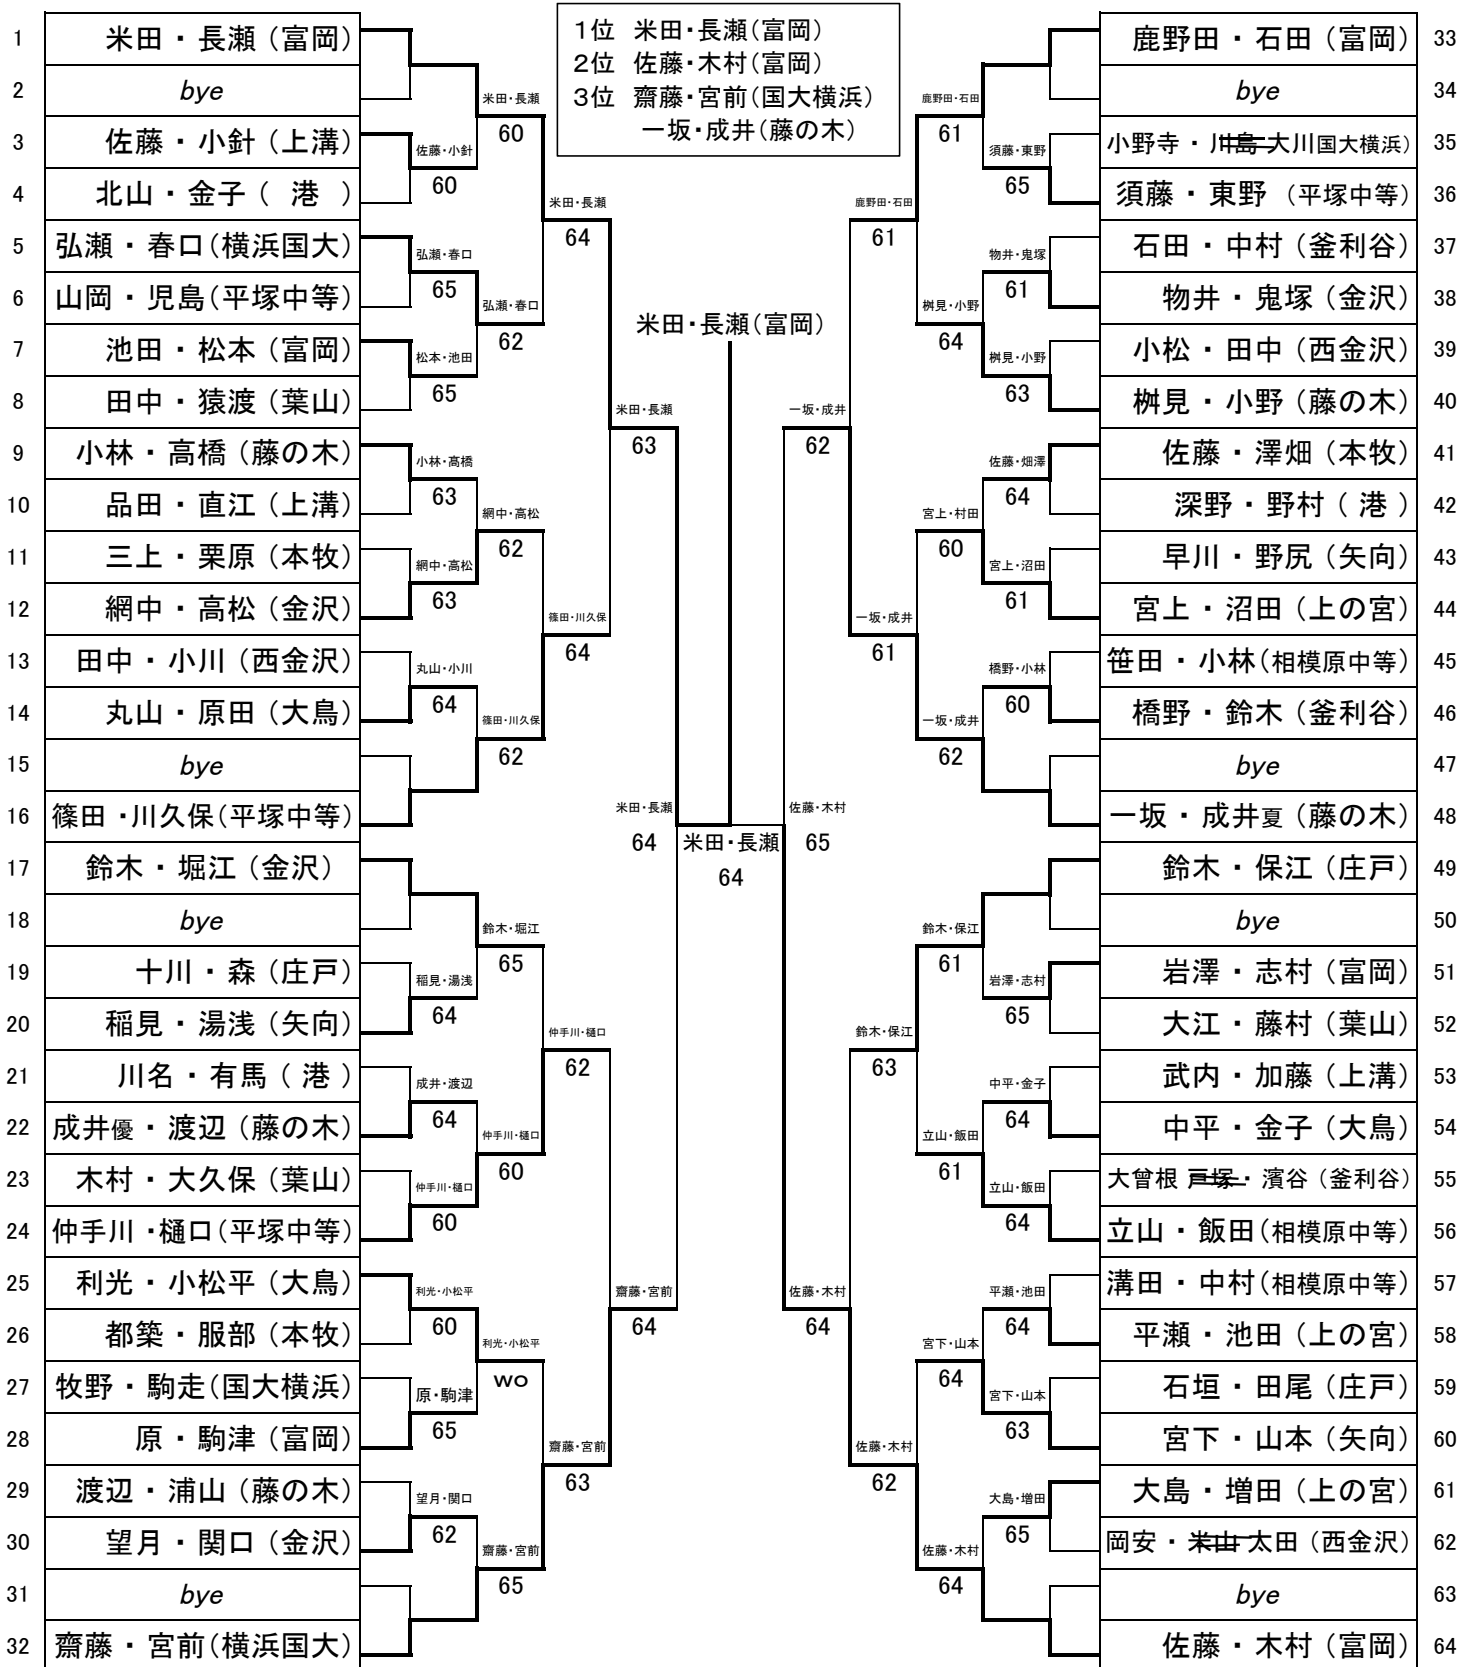 1位 米田・長瀬(富岡)
2位 佐藤・木村(富岡)
3位 齋藤・宮前(国大横浜)
一坂・成井(藤の木)
1 米田・長瀬(富岡)
2 bye
3 佐藤・小針(上溝)
4 北山・金子( 港 )
5 弘瀬・春口(横浜国大)
6 山岡・児島(平塚中等)
7 池田・松本(富岡)
8 田中・猿渡(葉山)
9 小林・高橋(藤の木)
10 品田・直江(上溝)
11 三上・栗原(本牧)
12 網中・高松(金沢)
13 田中・小川(西金沢)
14 丸山・原田(大鳥)
15 bye
16 篠田・川久保(平塚中等)
17 鈴木・堀江(金沢)
18 bye
19 十川・森(庄戸)
20 稲見・湯浅(矢向)
21 川名・有馬( 港 )
22 成井優・渡辺(藤の木)
23 木村・大久保(葉山)
24 仲手川・樋口(平塚中等)
25 利光・小松平(大鳥)
26 都築・服部(本牧)
27 牧野・駒走(国大横浜)
28 原・駒津(富岡)
29 渡辺・浦山(藤の木)
30 望月・関口(金沢)
31 bye
32 齋藤・宮前(横浜国大)
佐藤・小針
60
弘瀬・春口
65
松本・池田
65
小林・髙橋
63
網中・高松
63
丸山・小川
64
稲見・湯浅
64
成井・渡辺
64
仲手川・樋口
60
利光・小松平
60
原・駒津
65
望月・関口
62
米田・長瀬
60
弘瀬・春口
62
網中・高松
62
篠田・川久保
62
鈴木・堀江
65
仲手川・樋口
60
利光・小松平
WO
齋藤・宮前
65
米田・長瀬
64
篠田・川久保
64
仲手川・樋口
62
齋藤・宮前
63
米田・長瀬
63
齋藤・宮前
64
米田・長瀬
64
米田・長瀬(富岡)
米田・長瀬
64
佐藤・木村
65
一坂・成井
62
佐藤・木村
64
鹿野田・石田
61
一坂・成井
61
鈴木・保江
63
佐藤・木村
62
鹿野田・石田
61
桝見・小野
64
宮上・村田
60
一坂・成井
62
鈴木・保江
61
立山・飯田
61
宮下・山本
64
佐藤・木村
64
須藤・東野
65
物井・鬼塚
61
桝見・小野
63
佐藤・畑澤
64
宮上・沼田
61
橋野・小林
60
岩澤・志村
65
中平・金子
64
立山・飯田
64
平瀬・池田
64
宮下・山本
63
大島・増田
65
鹿野田・石田(富岡) 33
bye 34
小野寺・川島 大川国大横浜) 35
須藤・東野 (平塚中等) 36
石田・中村(釜利谷) 37
物井・鬼塚(金沢) 38
小松・田中(西金沢) 39
桝見・小野(藤の木) 40
佐藤・澤畑(本牧) 41
深野・野村( 港 ) 42
早川・野尻(矢向) 43
宮上・沼田(上の宮) 44
笹田・小林(相模原中等) 45
橋野・鈴木(釜利谷) 46
bye 47
一坂・成井夏(藤の木) 48
鈴木・保江(庄戸) 49
bye 50
岩澤・志村(富岡) 51
大江・藤村(葉山) 52
武内・加藤(上溝) 53
中平・金子(大鳥) 54
大曾根 戸塚・濱谷(釜利谷) 55
立山・飯田(相模原中等) 56
溝田・中村(相模原中等) 57
平瀬・池田(上の宮) 58
石垣・田尾(庄戸) 59
宮下・山本(矢向) 60
大島・増田(上の宮) 61
岡安・米山 太田(西金沢) 62
bye 63
佐藤・木村(富岡) 64